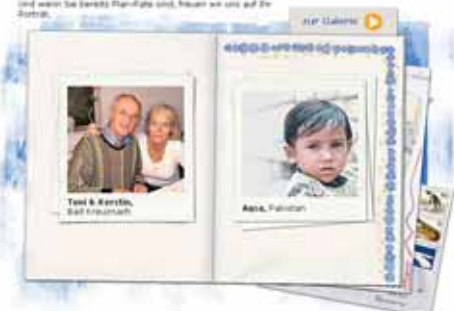 Und wenn Sie bereits Plan-Pate sind, freuen wir uns auf Ihr
Porträt.
zur Galerie
Toni & Kerstin,
Bad Kreuznach
Pakistan